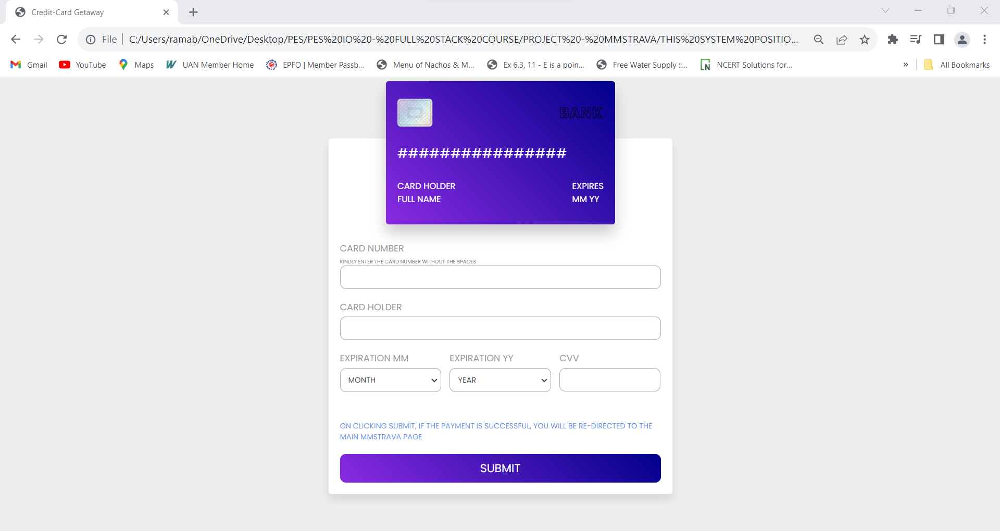 Credit-Card Getaway
File C:/Users/ramab/OneDrive/Desktop/PES/PES%20IO%20-%20FULL%20STACK%20COURSE/PROJECT%20-%20MMSTRAVA/THIS%20SYSTEM%20POSITIO...
Gmail YouTube Maps UAN Member Home EPFO | Member Passb... Menu of Nachos & M... Ex 6.3, 11 - E is a poin... Free Water Supply ::... NCERT Solutions for... » All Bookmarks
BANK
################
CARD HOLDER EXPIRES
FULL NAME MM YY
CARD NUMBER
KINDLY ENTER THE CARD NUMBER WITHOUT THE SPACES
CARD HOLDER
EXPIRATION MM EXPIRATION YY CVV
MONTH YEAR
ON CLICKING SUBMIT, IF THE PAYMENT IS SUCCESSFUL, YOU WILL BE RE-DIRECTED TO THE
MAIN MMSTRAVA PAGE
SUBMIT